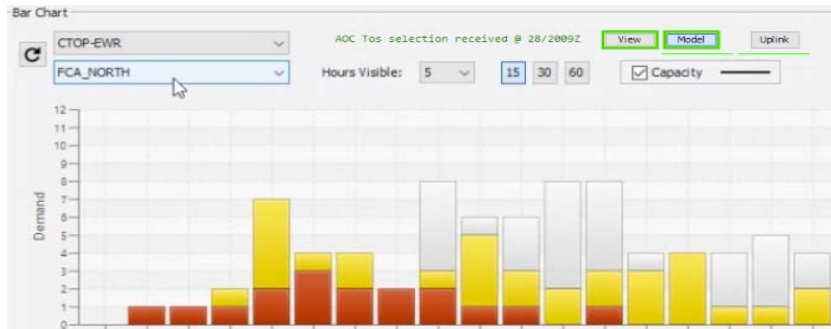 Bar Chart
CTOP-EWR
AOC Tos selection received @ 28/2009Z
View
Model
Uplink
FCA_NORTH
Hours Visible:
5
15
30
60
Capacity
12
11
10
9
8
7
6
5
4
3
2
1
0
Demand